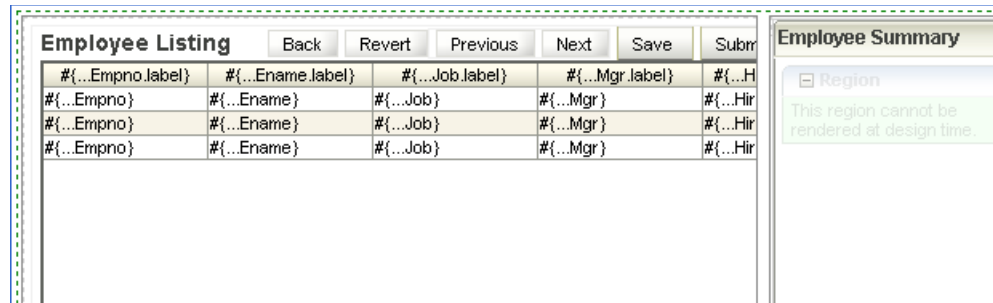 Employee Listing Back Revert Previous Next Save Subm
#{...Empno.label} #{...Ename.label} #{...Job.label} #{...Mgr.label} #{...H
#{...Empno} #{...Ename} #{...Job} #{...Mgr} #{...Hir
#{...Empno} #{...Ename} #{...Job} #{...Mgr} #{...Hir
#{...Empno} #{...Ename} #{...Job} #{...Mgr} #{...Hir
Employee Summary
Region
This region cannot be
rendered at design time.